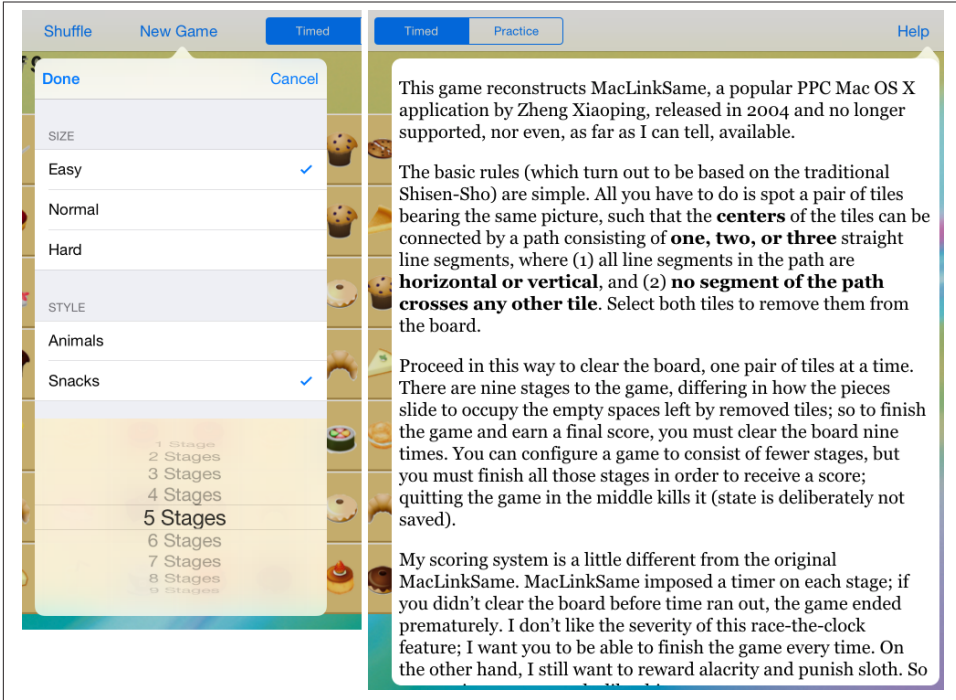 Shuffle
New Game
Timed
9
Done
Cancel
SIZE
Easy
Normal
Hard
STYLE
Animals
Snacks
1 Stage
2 Stages
3 Stages
4 Stages
5 Stages
6 Stages
7 Stages
8 Stages
9 Stages
Timed
Practice
Help
This game reconstructs MacLinkSame, a popular PPC Mac OS X
application by Zheng Xiaoping, released in 2004 and no longer
supported, nor even, as far as I can tell, available.
The basic rules (which turn out to be based on the traditional
Shisen-Sho) are simple. All you have to do is spot a pair of tiles
bearing the same picture, such that the centers of the tiles can be
connected by a path consisting of one, two, or three straight
line segments, where (1) all line segments in the path are
horizontal or vertical, and (2) no segment of the path
crosses any other tile. Select both tiles to remove them from
the board.
Proceed in this way to clear the board, one pair of tiles at a time.
There are nine stages to the game, differing in how the pieces
slide to occupy the empty spaces left by removed tiles; so to finish
the game and earn a final score, you must clear the board nine
times. You can configure a game to consist of fewer stages, but
you must finish all those stages in order to receive a score;
quitting the game in the middle kills it (state is deliberately not
saved).
My scoring system is a little different from the original
MacLinkSame. MacLinkSame imposed a timer on each stage; if
you didn't clear the board before time ran out, the game ended
prematurely. I don't like the severity of this race-the-clock
feature; I want you to be able to finish the game every time. On
the other hand, I still want to reward alacrity and punish sloth. So